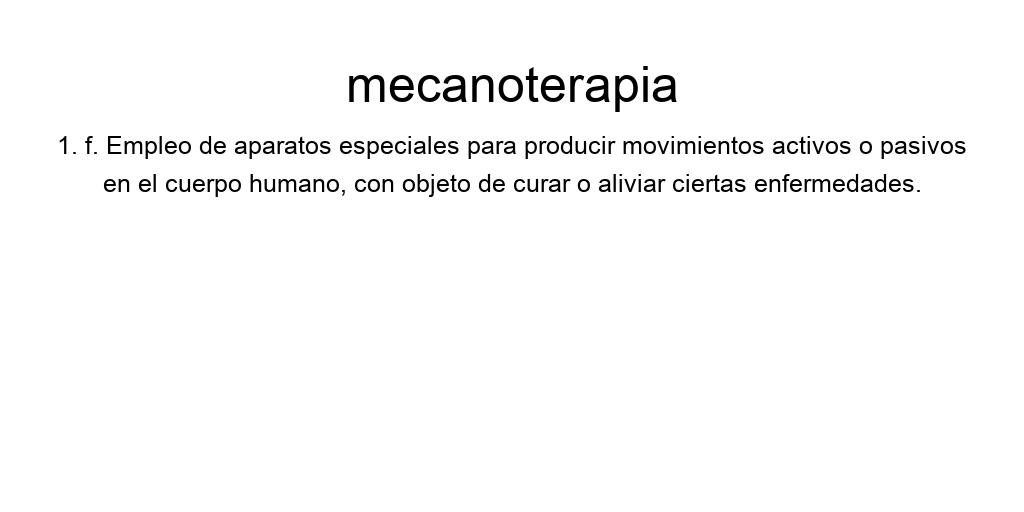 mecanoterapia
1. f. Empleo de aparatos especiales para producir movimientos activos o pasivos
en el cuerpo humano, con objeto de curar o aliviar ciertas enfermedades.